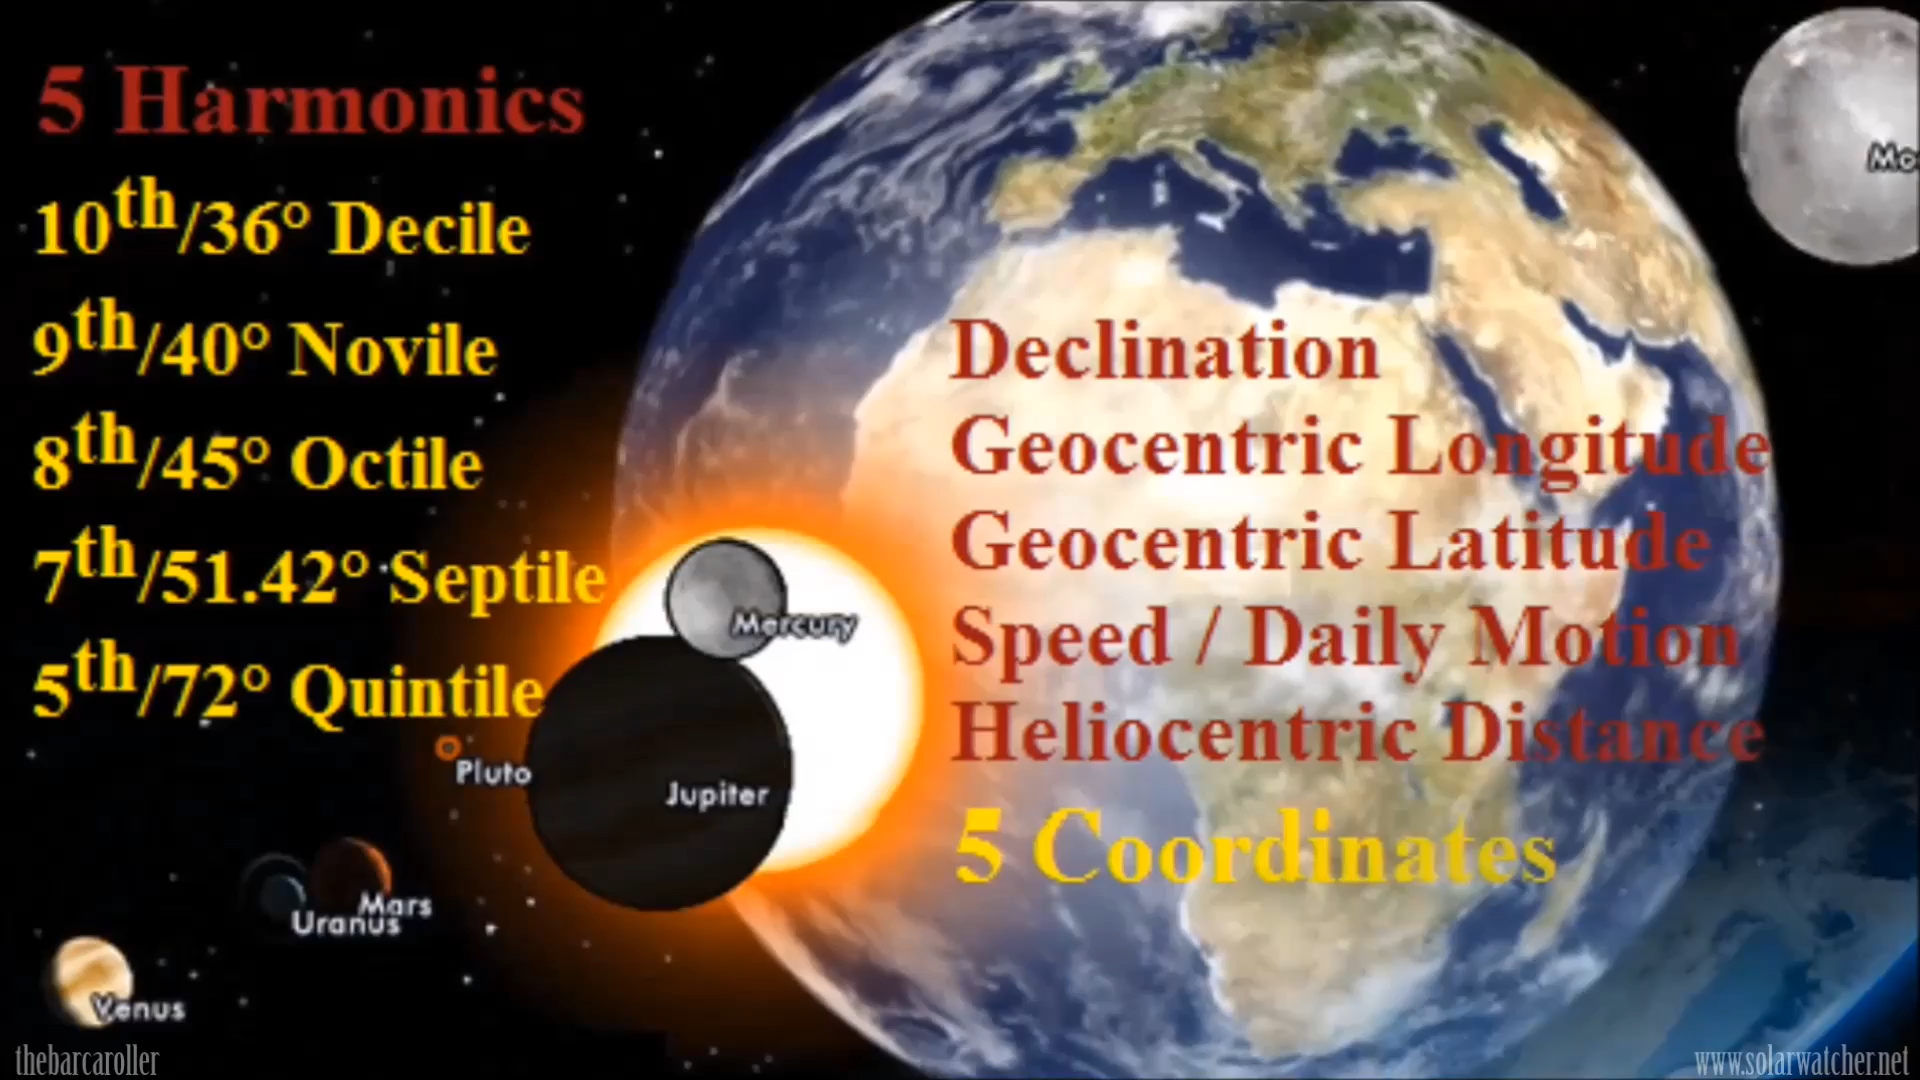 5 Harmonics
10th/36° Decile
9th/40° Novile
8th/45° Octile
7th/51.42° Septile
5th/72° Quintile
Declination
Geocentric Longitude
Geocentric Latitude
Speed / Daily Motion
Heliocentric Distance
5 Coordinates
Mo
Mercury
Jupiter
Pluto
Mars
Uranus
Venus
thebarcaroller
www.solarwatcher.net